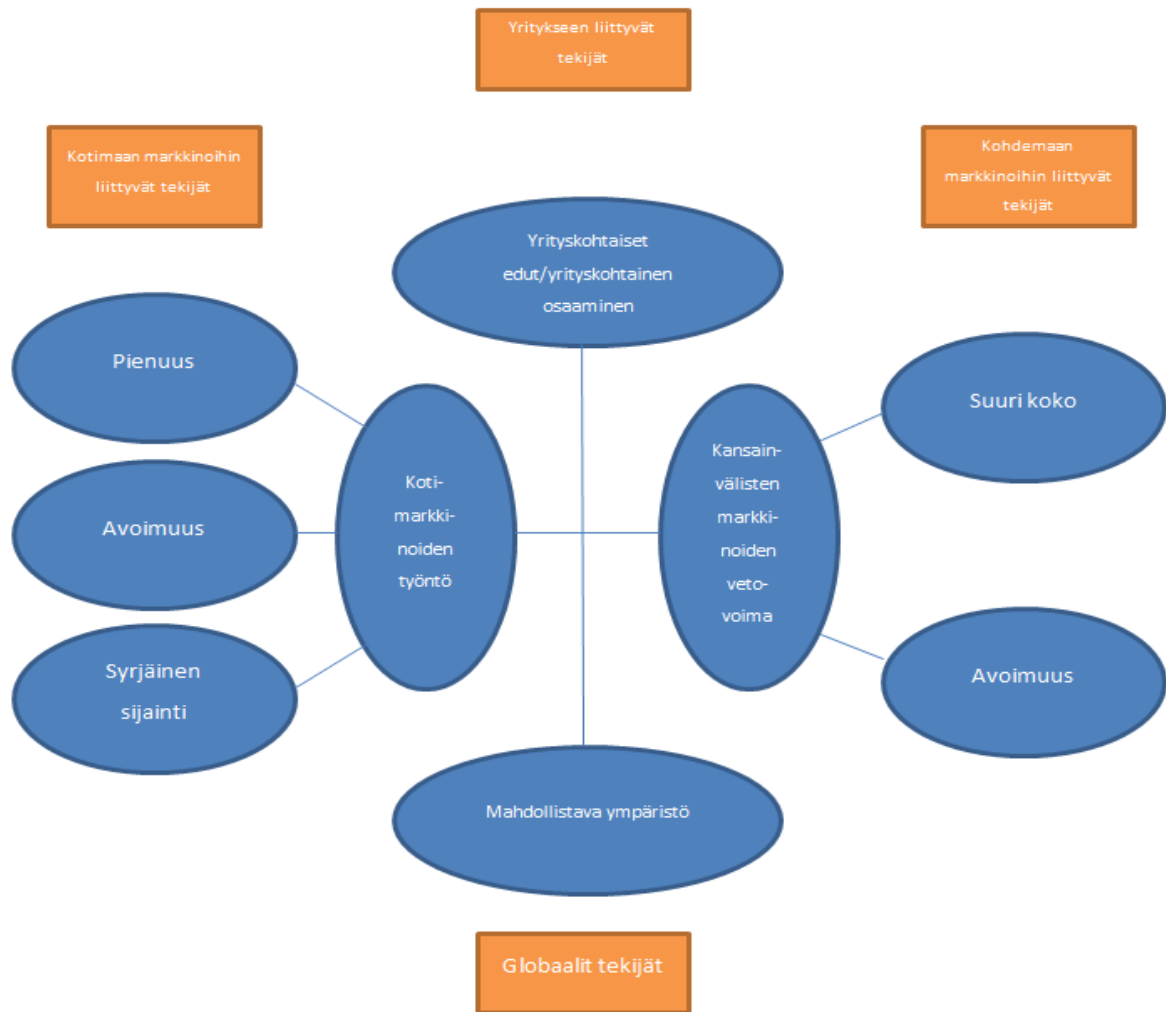 Yritykseen liittyvät
tekijät
Kotimaan markkinoihin
liittyvät tekijät
Kohdemaan
markkinoihin liittyvät
tekijät
Yrityskohtaiset
edut/yrityskohtainen
osaaminen
Pienuus
Avoimuus
Syrjäinen
sijainti
Koti-
markki-
noiden
työntö
Kansain-
välisten
markki-
noiden
veto-
voima
Suuri koko
Avoimuus
Mahdollistava ympäristö
Globaalit tekijät